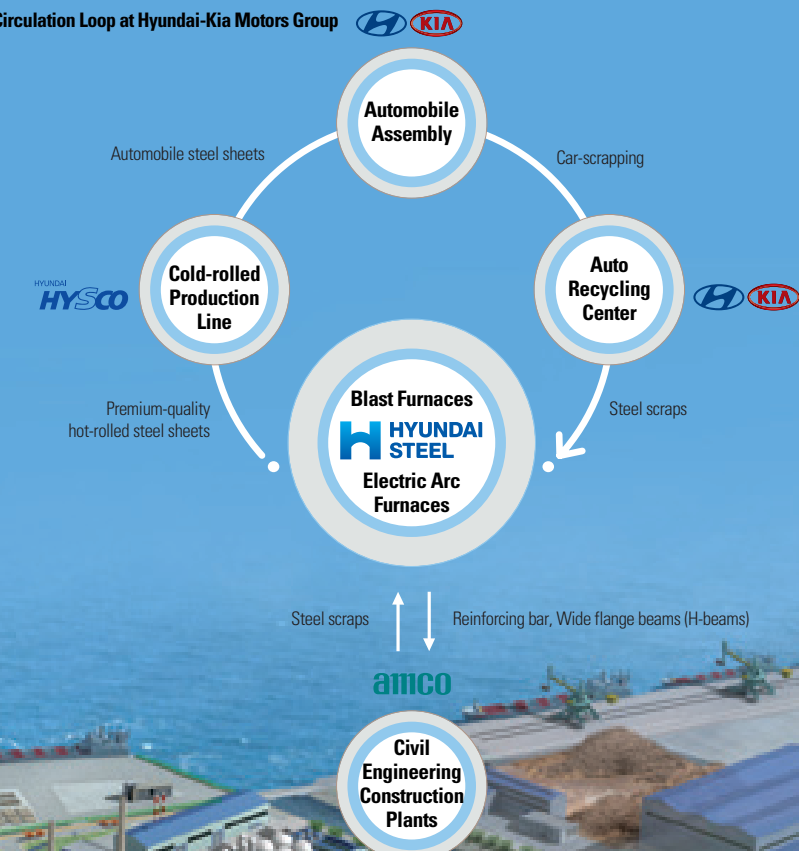 Circulation Loop at Hyundai-Kia Motors Group
KIA
Automobile
Assembly
Automobile steel sheets
Car-scrapping
Cold-rolled
Production
Line
Auto
Recycling
Center
HYUNDAI
HYSCO
KIA
Premium-quality
hot-rolled steel sheets
Steel scraps
Blast Furnaces
HYUNDAI
STEEL
Electric Arc
Furnaces
Steel scraps
Reinforcing bar, Wide flange beams (H-beams)
amco
Civil
Engineering
Construction
Plants